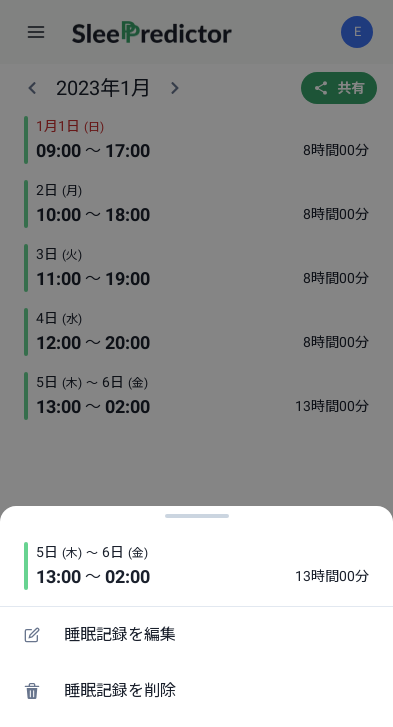 SleePredictor
E
2023年1月
共有
1月1日 (日)
09:00 ～ 17:00 8時間00分
2日 (月)
10:00 ～ 18:00 8時間00分
3日 (火)
11:00 ～ 19:00 8時間00分
4日 (水)
12:00 ～ 20:00 8時間00分
5日 (木) ～ 6日 (金)
13:00 ～ 02:00 13時間00分
5日 (木) ～ 6日 (金)
13:00 ～ 02:00 13時間00分
睡眠記録を編集
睡眠記録を削除